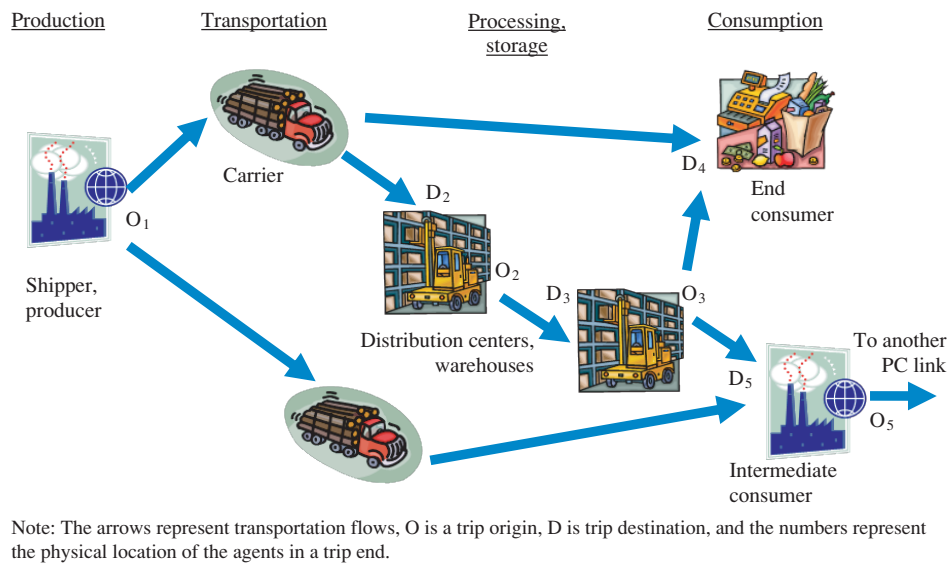 Production
Transportation
Processing,
storage
Consumption
Carrier
D4
End
consumer
O1
D2
O2
Shipper,
producer
D3
O3
Distribution centers,
warehouses
To another
PC link
D5
O5
Intermediate
consumer
Note: The arrows represent transportation flows, O is a trip origin, D is trip destination, and the numbers represent
the physical location of the agents in a trip end.